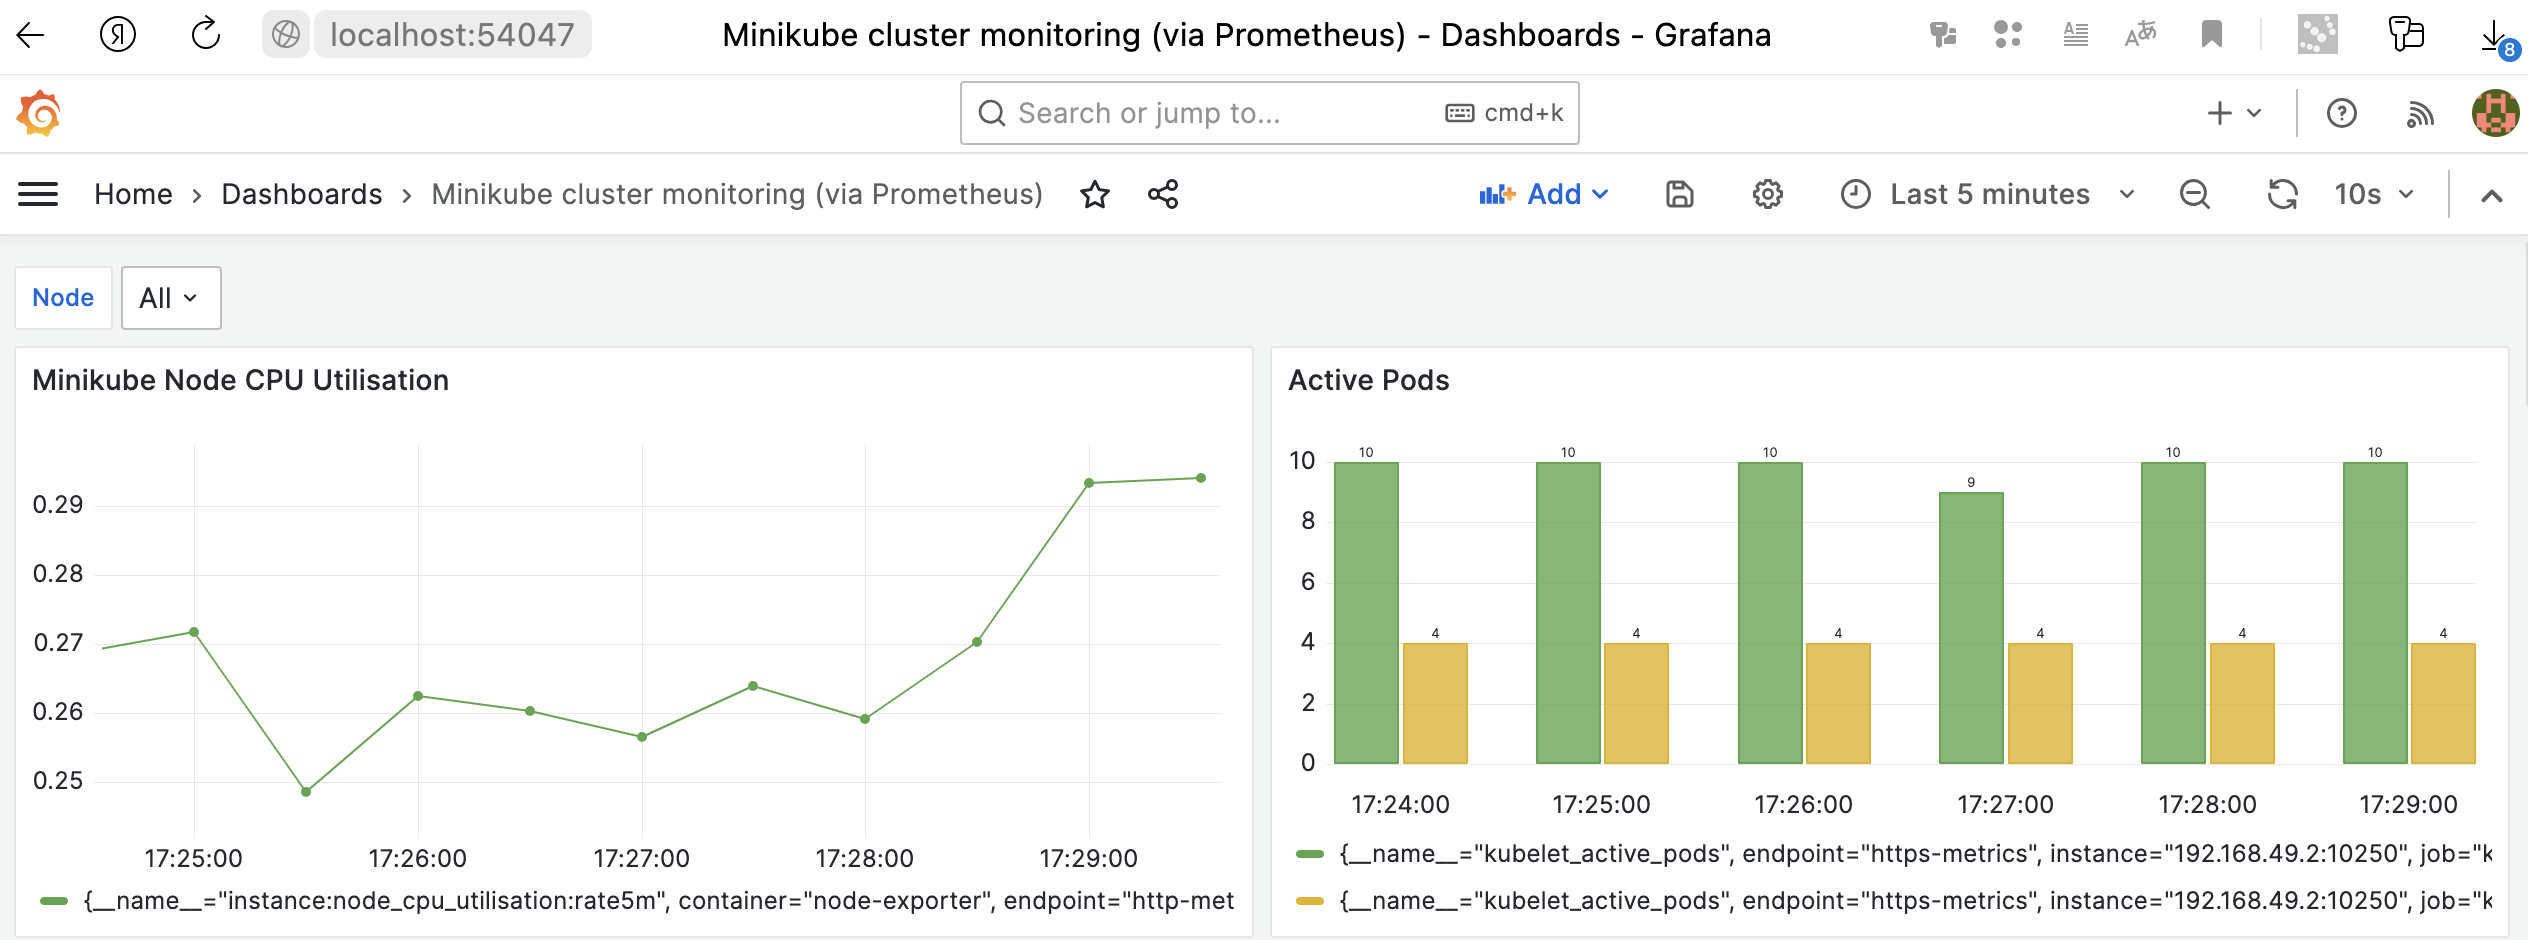 localhost:54047
Minikube cluster monitoring (via Prometheus) - Dashboards - Grafana
8
Search or jump to...
cmd+k
Home › Dashboards › Minikube cluster monitoring (via Prometheus)
Add
Last 5 minutes
10s
Node
All
Minikube Node CPU Utilisation
0.29
0.28
0.27
0.26
0.25
17:25:00 17:26:00 17:27:00 17:28:00 17:29:00
{__name__="instance:node_cpu_utilisation:rate5m", container="node-exporter", endpoint="http-met
Active Pods
10 10 10 9 10 10
4 4 4 4 4 4
10
8
6
4
2
0
17:24:00 17:25:00 17:26:00 17:27:00 17:28:00 17:29:00
{__name__="kubelet_active_pods", endpoint="https-metrics", instance="192.168.49.2:10250", job="k
{__name__="kubelet_active_pods", endpoint="https-metrics", instance="192.168.49.2:10250", job="k